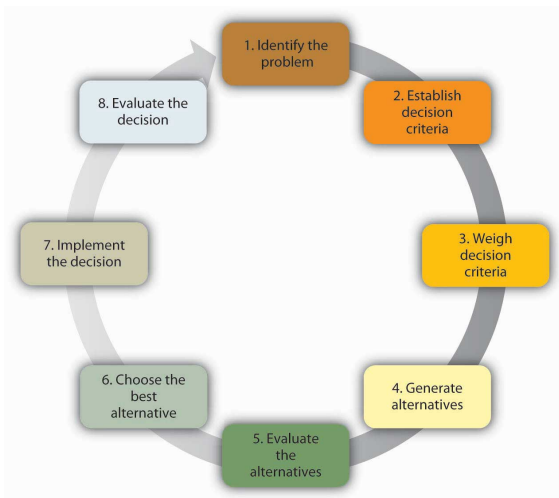 1. Identify the
problem
2. Establish
decision
criteria
3. Weigh
decision
criteria
4. Generate
alternatives
5. Evaluate
the
alternatives
6. Choose the
best
alternative
7. Implement
the decision
8. Evaluate the
decision